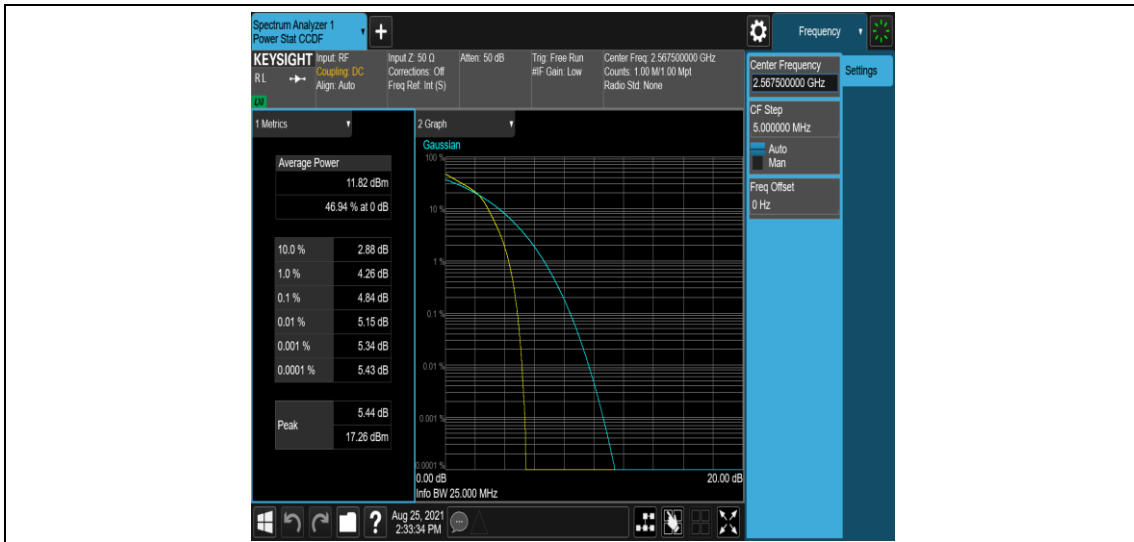 Spectrum Analyzer 1
Power Stat CCDF
+
Frequency
KEYSIGHT
RL
LXI
Input: RF
Coupling: DC
Align: Auto
Input Z: 50 Ω
Corrections: Off
Freq Ref: Int (S)
Atten: 50 dB
Trig: Free Run
#IF Gain: Low
Center Freq: 2.567500000 GHz
Counts: 1.00 M/1.00 Mpt
Radio Std: None
Center Frequency
2.567500000 GHz
Settings
CF Step
5.000000 MHz
Auto
Man
Freq Offset
0 Hz
1 Metrics
Average Power
11.82 dBm
46.94 % at 0 dB
10.0 % 2.88 dB
1.0 % 4.26 dB
0.1 % 4.84 dB
0.01 % 5.15 dB
0.001 % 5.34 dB
0.0001 % 5.43 dB
Peak
5.44 dB
17.26 dBm
2 Graph
Gaussian
100 %
10 %
1 %
0.1 %
0.01 %
0.001 %
0.0001 %
0.00 dB 20.00 dB
Info BW 25.000 MHz
?
Aug 25, 2021
2:33:34 PM